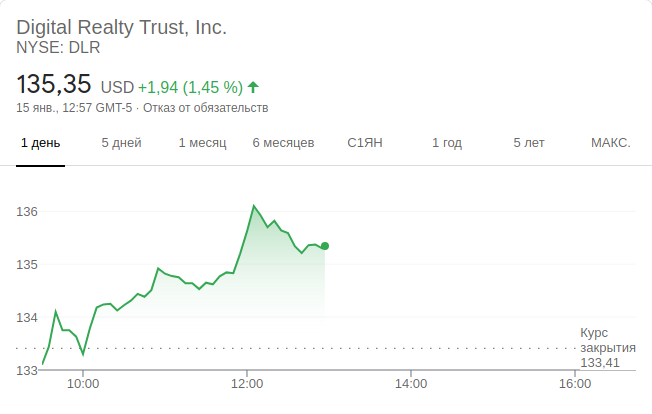 Digital Realty Trust, Inc.
NYSE: DLR
135,35 USD +1,94 (1,45 %)
15 янв., 12:57 GMT-5 · Отказ от обязательств
1 день 5 дней 1 месяц 6 месяцев С1ЯН 1 год 5 лет МАКС.
136
135
134
Курс
закрытия
133,41
133
10:00 12:00 14:00 16:00